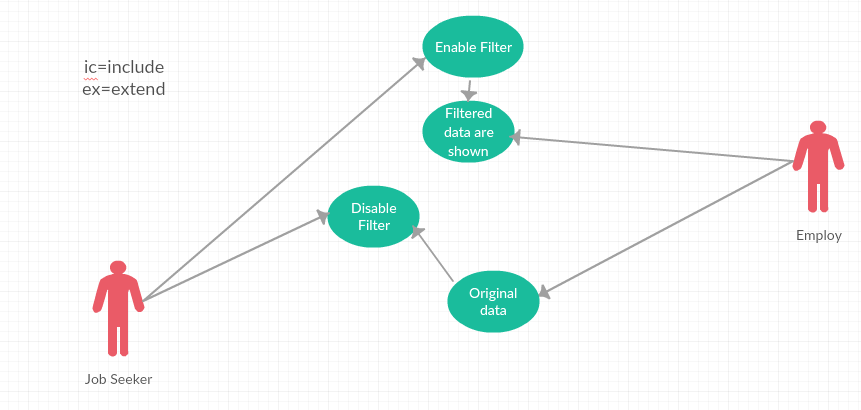 ic=include
ex=extend
Enable Filter
Filtered
data are
shown
Disable
Filter
Original
data
Employ
Job Seeker